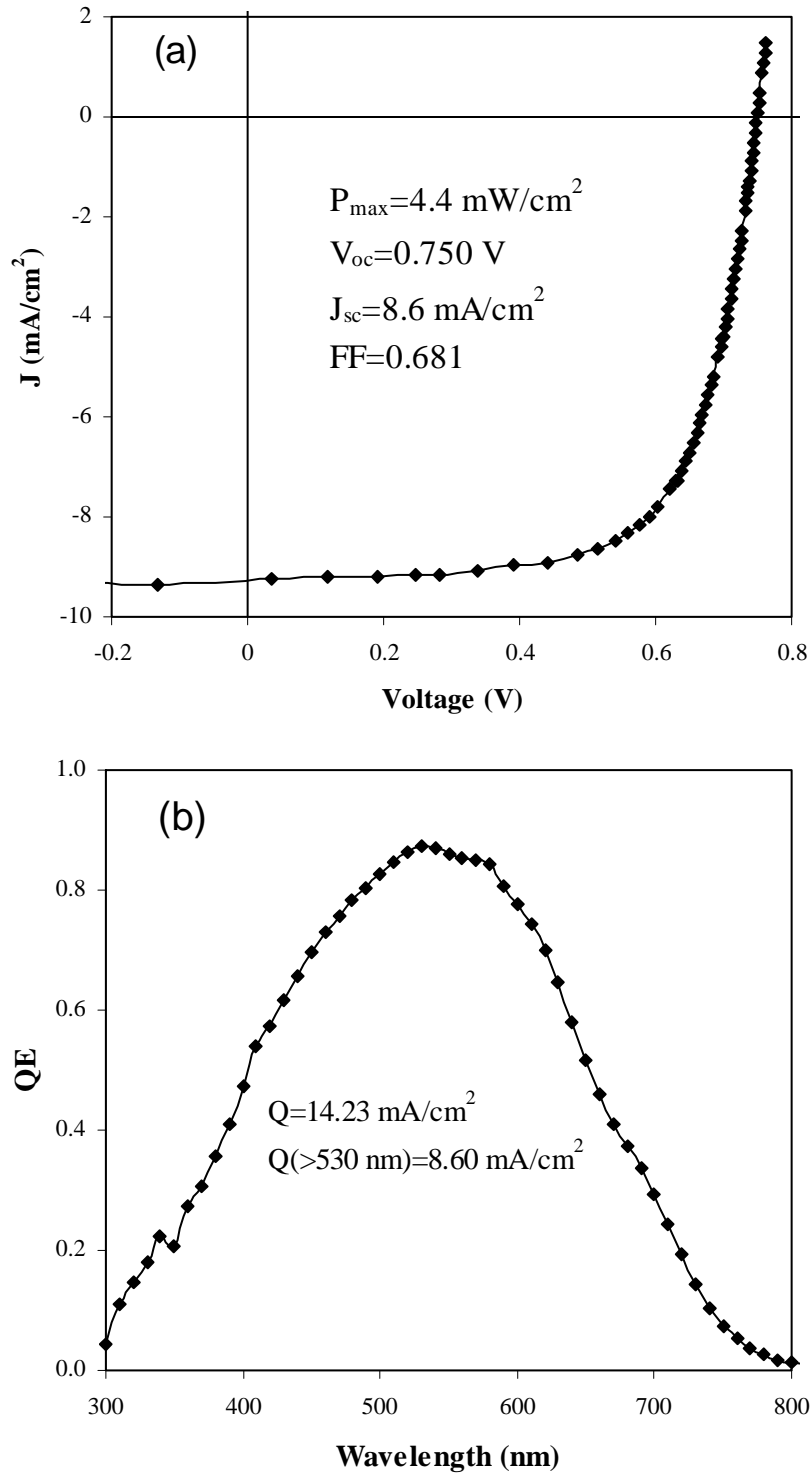 (a)
2
0
-2
-4
-6
-8
-10
J (mA/cm²)
P_max=4.4 mW/cm²
V_oc=0.750 V
J_sc=8.6 mA/cm²
FF=0.681
-0.2 0 0.2 0.4 0.6 0.8
Voltage (V)
(b)
1.0
0.8
0.6
0.4
0.2
0.0
QE
Q=14.23 mA/cm²
Q(>530 nm)=8.60 mA/cm²
300 400 500 600 700 800
Wavelength (nm)